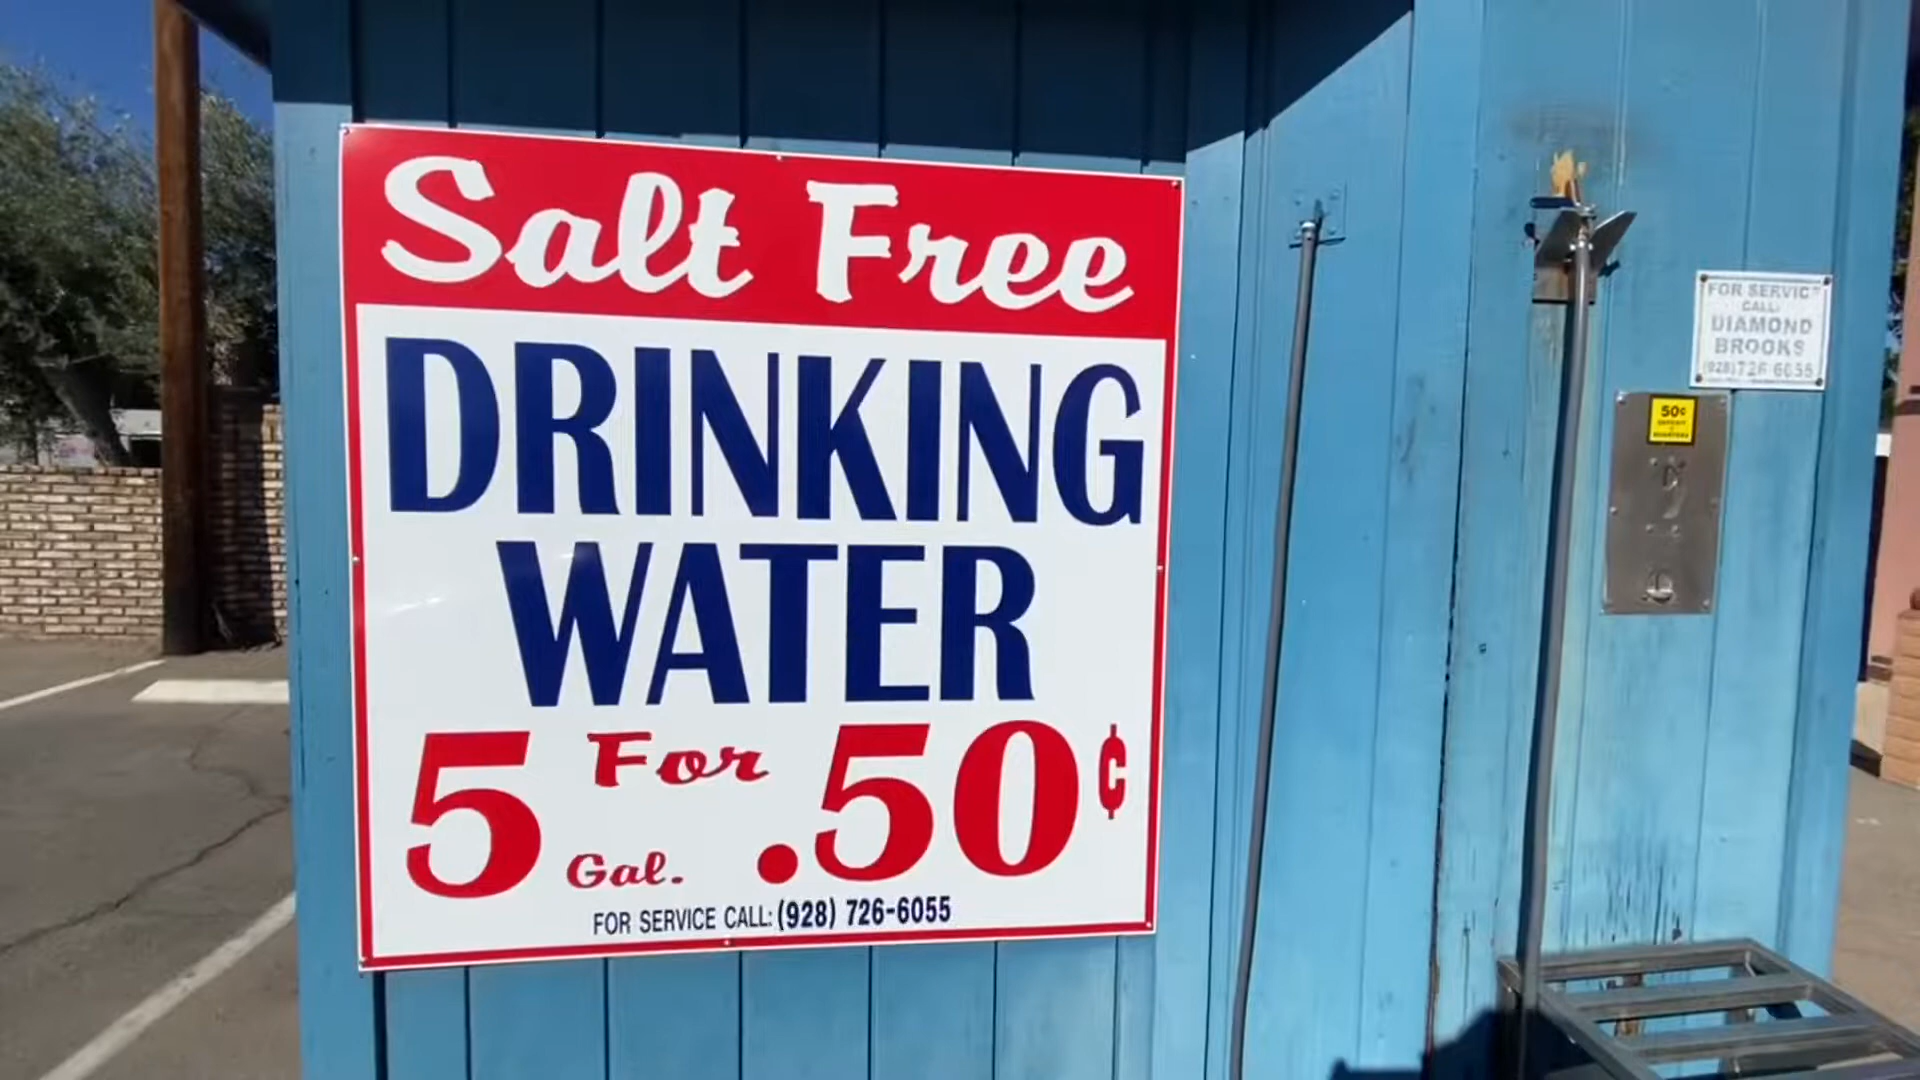 Salt Free
DRINKING
WATER
5 Gal. For .50¢
FOR SERVICE CALL: (928) 726-6055
FOR SERVICE
CALL:
DIAMOND
BROOKS
(928) 726-6055
50¢